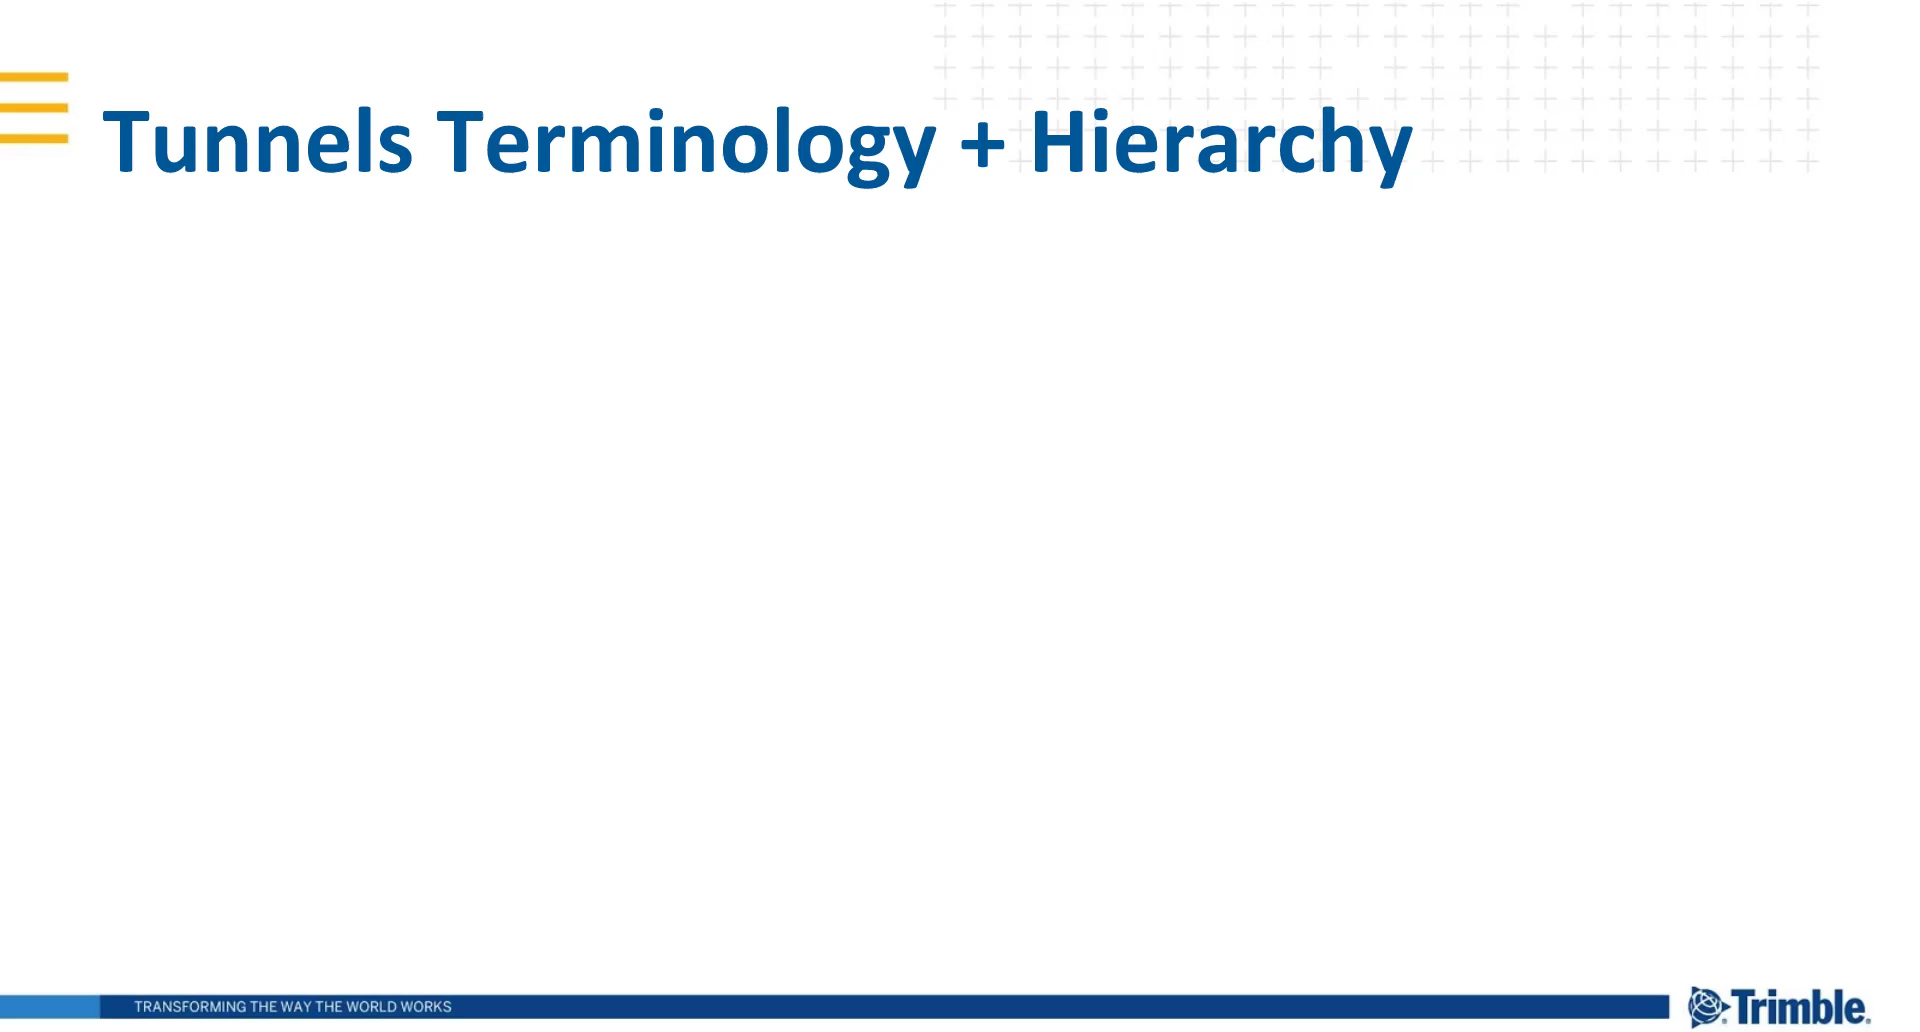 Tunnels Terminology + Hierarchy
TRANSFORMING THE WAY THE WORLD WORKS
Trimble.